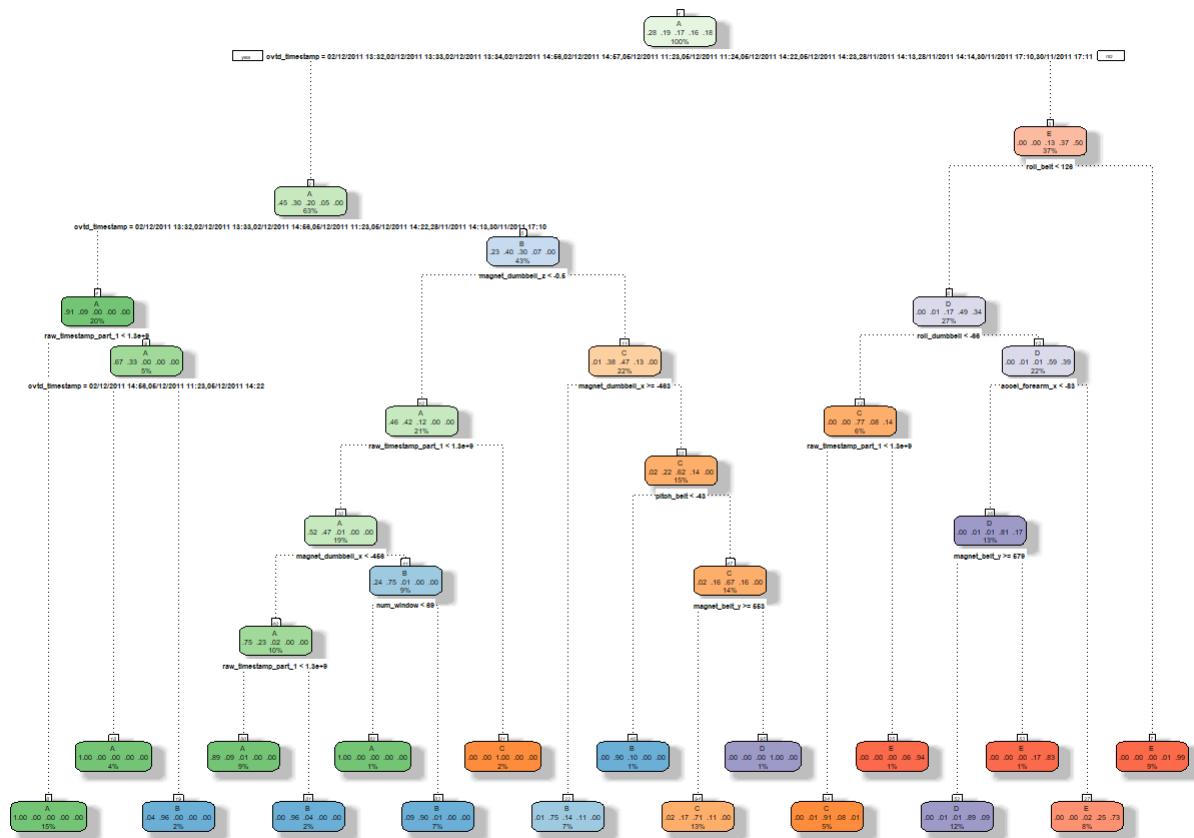 A
.28 .19 .17 .16 .18
100%
yes
cvtd_timestamp = 02/12/2011 13:32,02/12/2011 13:33,02/12/2011 13:34,02/12/2011 14:56,02/12/2011 14:57,05/12/2011 11:23,05/12/2011 11:24,05/12/2011 14:22,05/12/2011 14:23,28/11/2011 14:13,28/11/2011 14:14,30/11/2011 17:10,30/11/2011 17:11
no
E
.00 .00 .13 .37 .50
37%
roll_belt < 126
A
.45 .30 .20 .05 .00
63%
cvtd_timestamp = 02/12/2011 13:32,02/12/2011 13:33,02/12/2011 14:56,05/12/2011 11:23,05/12/2011 14:22,28/11/2011 14:13,30/11/2011 17:10
B
.23 .40 .30 .07 .00
43%
magnet_dumbbell_z < -0.5
A
.91 .09 .00 .00 .00
20%
raw_timestamp_part_1 < 1.3e+9
D
.00 .01 .17 .49 .34
27%
roll_dumbbell < -66
A
.67 .33 .00 .00 .00
5%
cvtd_timestamp = 02/12/2011 14:56,05/12/2011 11:23,05/12/2011 14:22
C
.01 .38 .47 .13 .00
22%
magnet_dumbbell_x >= -463
D
.00 .01 .01 .59 .39
22%
accel_forearm_x < -83
A
.46 .42 .12 .00 .00
21%
raw_timestamp_part_1 < 1.3e+9
C
.00 .00 .77 .08 .14
6%
raw_timestamp_part_1 < 1.3e+9
C
.02 .22 .62 .14 .00
15%
pitch_belt < -43
A
.52 .47 .01 .00 .00
19%
magnet_dumbbell_x < -456
D
.00 .01 .01 .81 .17
13%
magnet_belt_y >= 579
B
.24 .75 .01 .00 .00
9%
num_window < 69
C
.02 .16 .67 .16 .00
14%
magnet_belt_y >= 553
A
.75 .23 .02 .00 .00
10%
raw_timestamp_part_1 < 1.3e+9
A
1.00 .00 .00 .00 .00
4%
A
.89 .09 .01 .00 .00
9%
A
1.00 .00 .00 .00 .00
1%
C
.00 .00 1.00 .00 .00
2%
B
.00 .90 .10 .00 .00
1%
D
.00 .00 .00 1.00 .00
1%
E
.00 .00 .00 .06 .94
1%
E
.00 .00 .00 .17 .83
1%
E
.00 .00 .00 .01 .99
9%
A
1.00 .00 .00 .00 .00
15%
B
.04 .96 .00 .00 .00
2%
B
.00 .96 .04 .00 .00
2%
B
.09 .90 .01 .00 .00
7%
B
.01 .75 .14 .11 .00
7%
C
.02 .17 .71 .11 .00
13%
C
.00 .01 .91 .08 .01
5%
D
.00 .01 .01 .89 .09
12%
E
.00 .00 .02 .25 .73
8%